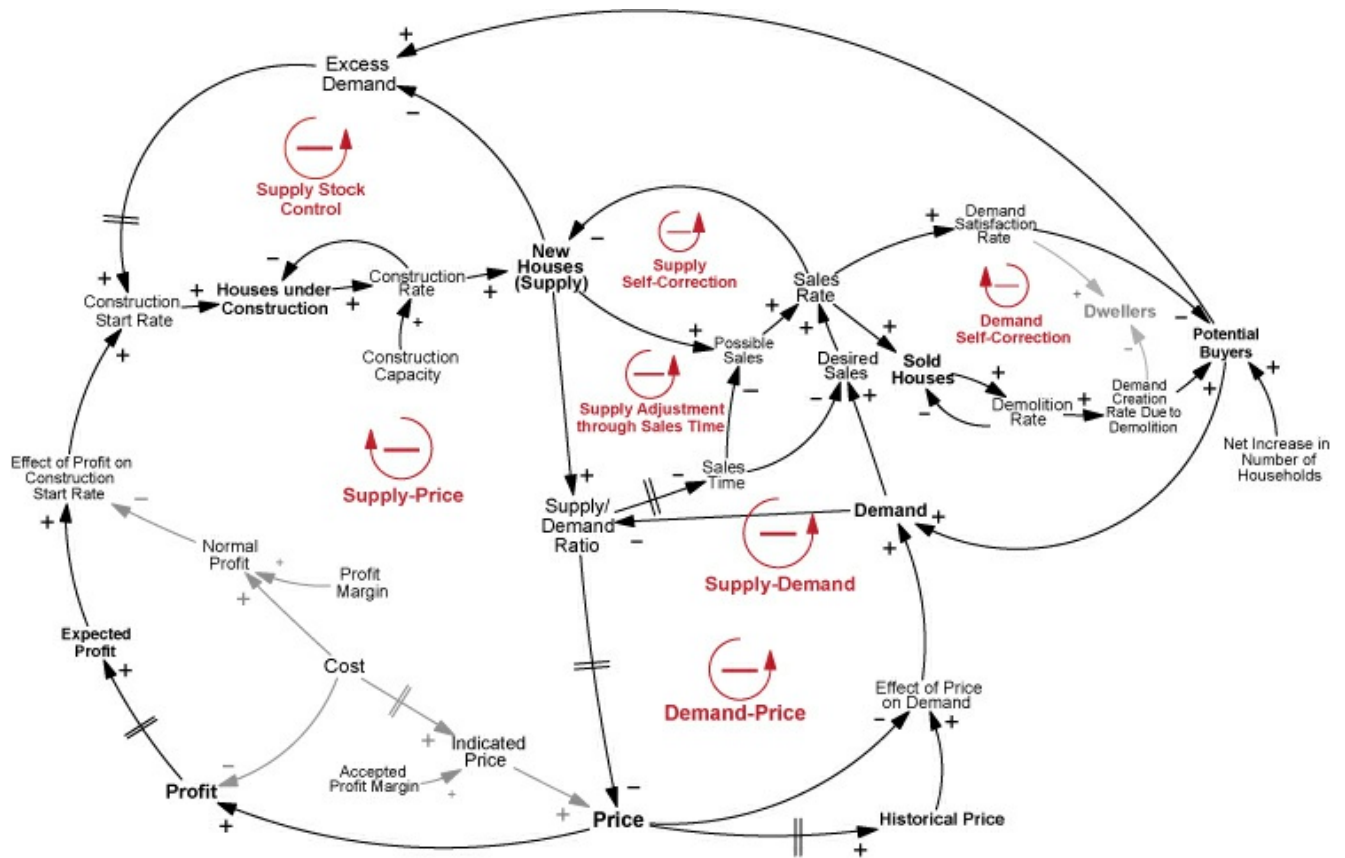 +
Excess
Demand
−
Supply Stock
Control
+
Construction
Start Rate
+
+
−
Houses under
Construction
+
Construction
Rate
+
+
Construction
Capacity
New
Houses
(Supply)
−
Supply
Self-Correction
+
Possible
Sales
−
+
Sales
Rate
+
Desired
Sales
−
+
+
Demand
Satisfaction
Rate
+
Dwellers
−
Demand
Self-Correction
−
Potential
Buyers
+
+
Sold
Houses
−
+
Demolition
Rate
+
Demand
Creation
Rate Due to
Demolition
Net Increase in
Number of
Households
Supply Adjustment
through Sales Time
Supply-Price
Effect of Profit on
Construction
Start Rate
+
−
Normal
Profit
+
+
Profit
Margin
+
Supply/
Demand
Ratio
−
−
Sales
Time
Demand
+
+
Supply-Demand
Expected
Profit
+
Cost
Demand-Price
Effect of Price
on Demand
−
+
Indicated
Price
+
Accepted
Profit Margin
+
−
Profit
+
−
+
Price
Historical Price
+